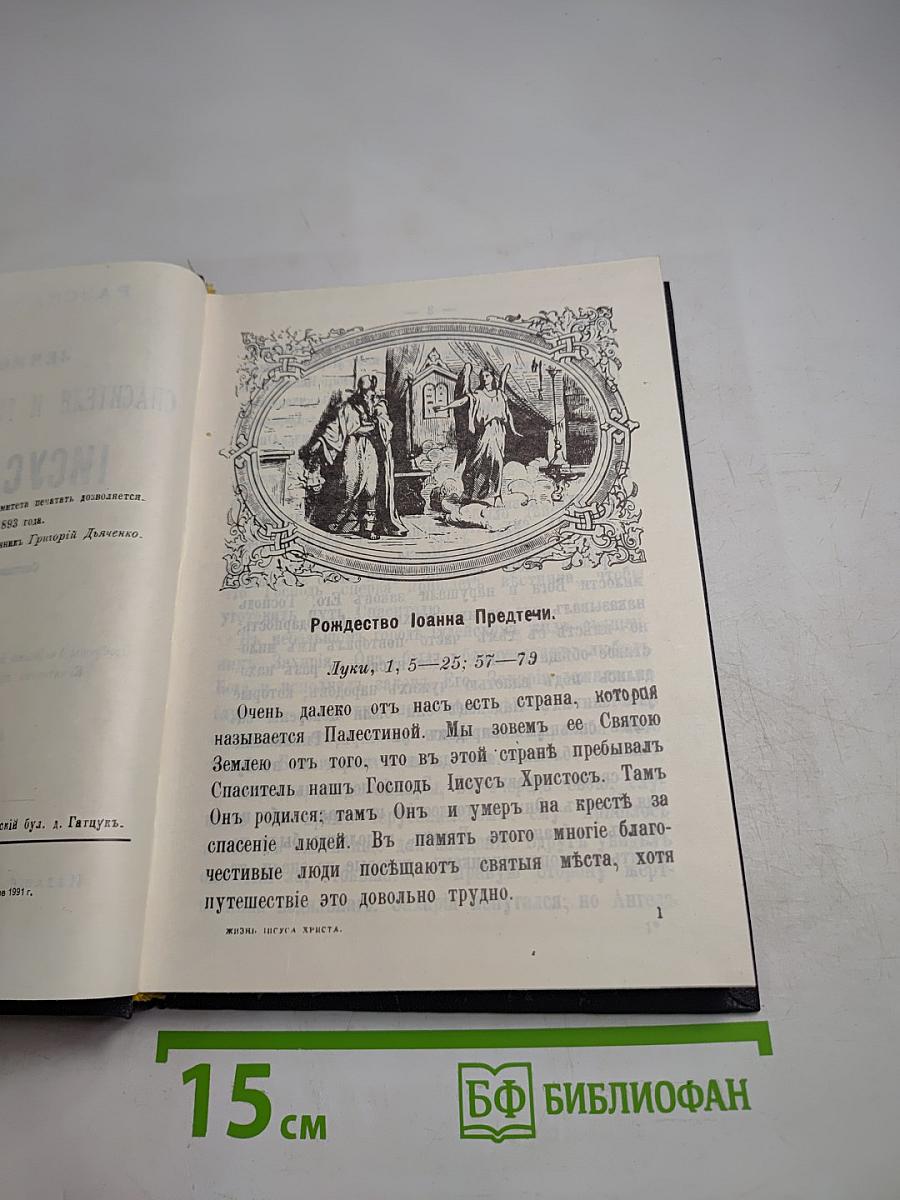 митета печатать дозволяется.
893 года.
Григорій Дьяченко.
скій бул. д. Гатцукъ.
1991 г.
Рождество Іоанна Предтечи.
Луки, 1, 5—25; 57—79
Очень далеко отъ насъ есть страна, которая
называется Палестиной. Мы зовемъ ее Святою
Землею отъ того, что въ этой странѣ пребывалъ
Спаситель нашъ Господь Іисусъ Христосъ. Тамъ
Онъ родился; тамъ Онъ и умеръ на крестѣ за
спасеніе людей. Въ память этого многіе благо-
честивые люди посѣщаютъ святыя мѣста, хотя
путешествіе это довольно трудно.
1
ЖИЗНЬ ІИСУСА ХРИСТА.
15 см
БФ БИБЛИОФАН